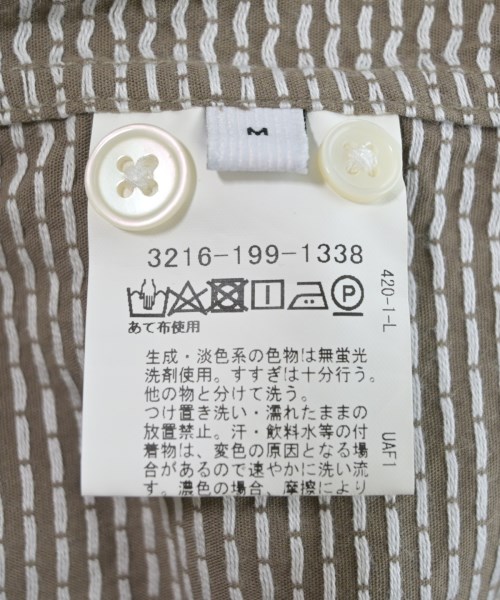 M
3216-199-1338
あて布使用
生成・淡色系の色物は無蛍光
洗剤使用。すすぎは十分行う。
他の物と分けて洗う。
つけ置き洗い・濡れたままの
放置禁止。汗・飲料水等の付
着物は、変色の原因となる場
合があるので速やかに洗い流
す。濃色の場合、摩擦により
420-1-L
UAF1